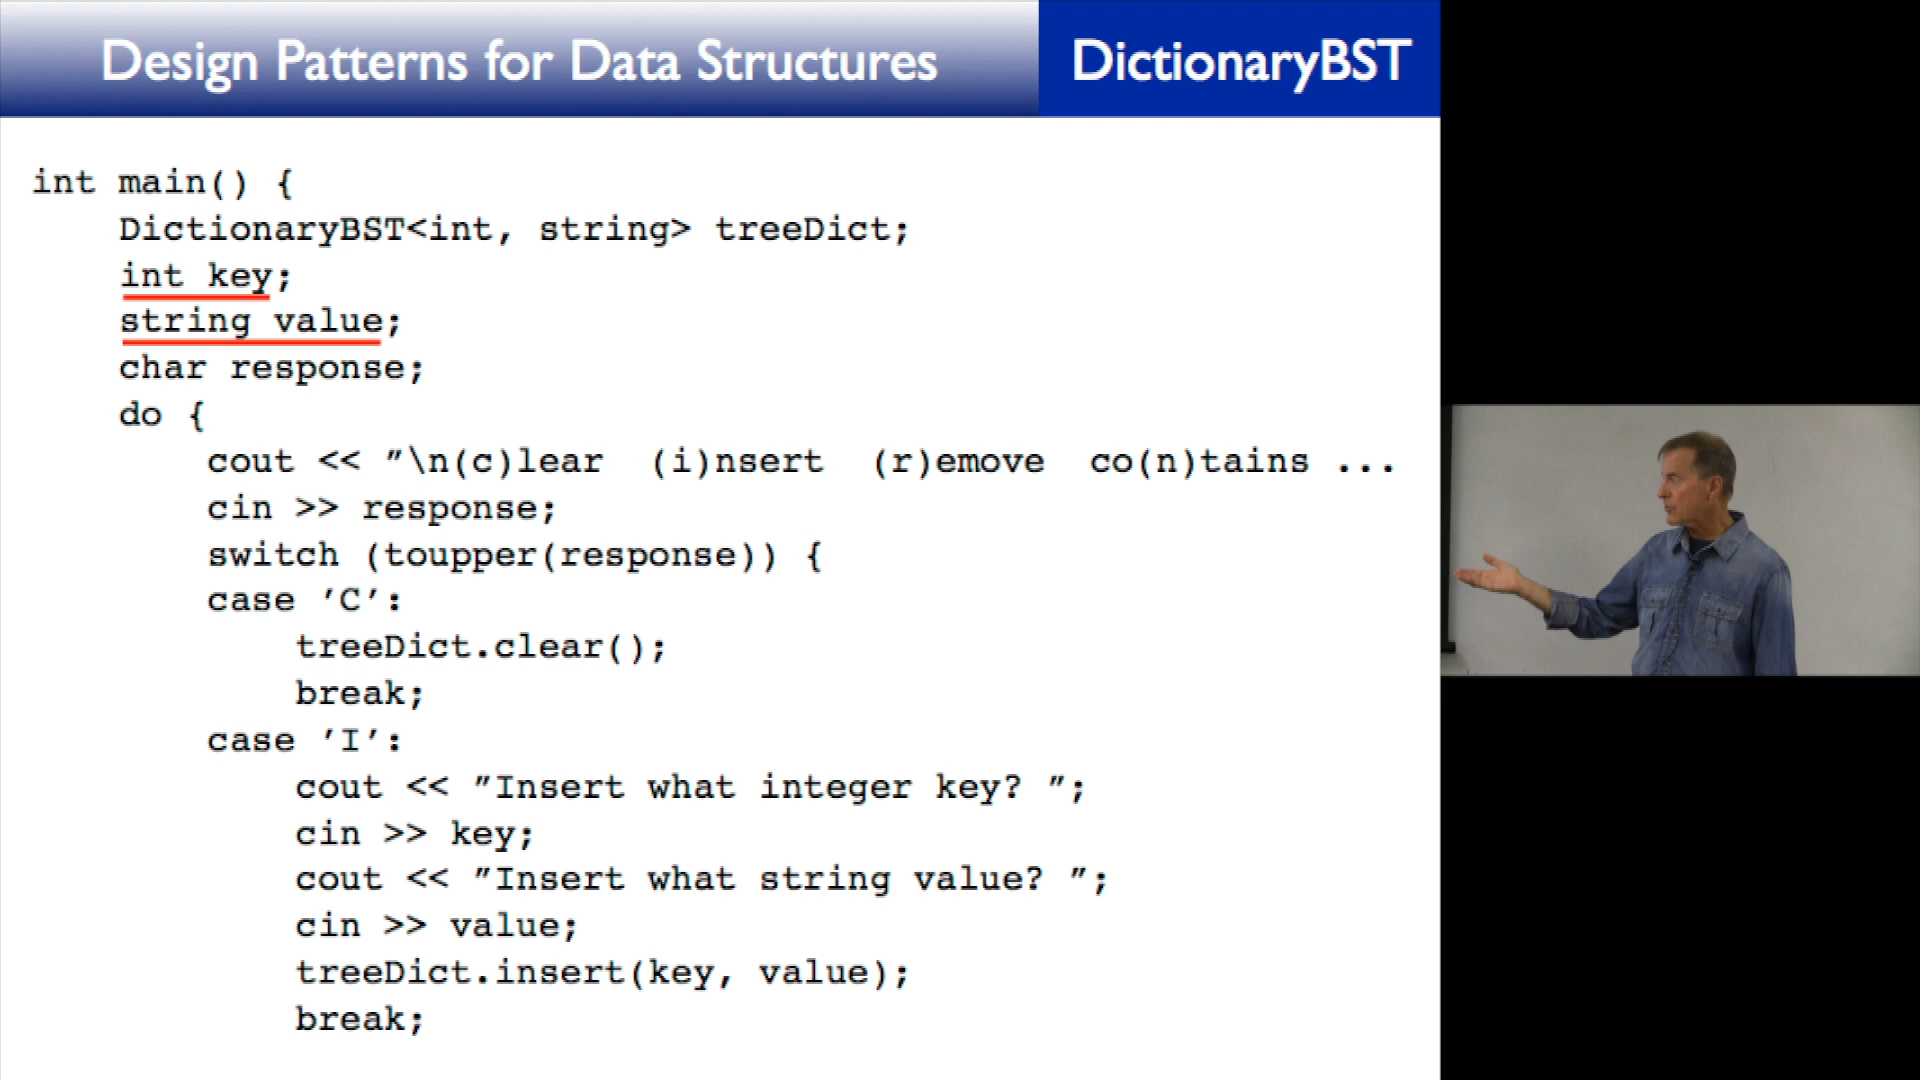 Design Patterns for Data Structures
DictionaryBST
int main() {
DictionaryBST<int, string> treeDict;
int key;
string value;
char response;
do {
cout << "\n(c)lear (i)nsert (r)emove co(n)tains ...
cin >> response;
switch (toupper(response)) {
case 'C':
treeDict.clear();
break;
case 'I':
cout << "Insert what integer key? ";
cin >> key;
cout << "Insert what string value? ";
cin >> value;
treeDict.insert(key, value);
break;